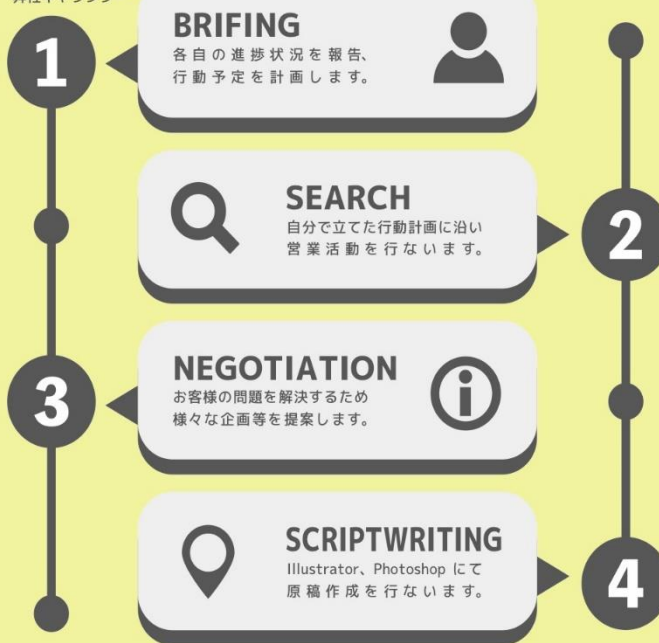 1
BRIFING
各自の進捗状況を報告、
行動予定を計画します。
SEARCH
自分で立てた行動計画に沿い
営業活動を行ないます。
2
3
NEGOTIATION
お客様の問題を解決するため
様々な企画等を提案します。
SCRIPTWRITING
Illustrator、Photoshop にて
原稿作成を行ないます。
4